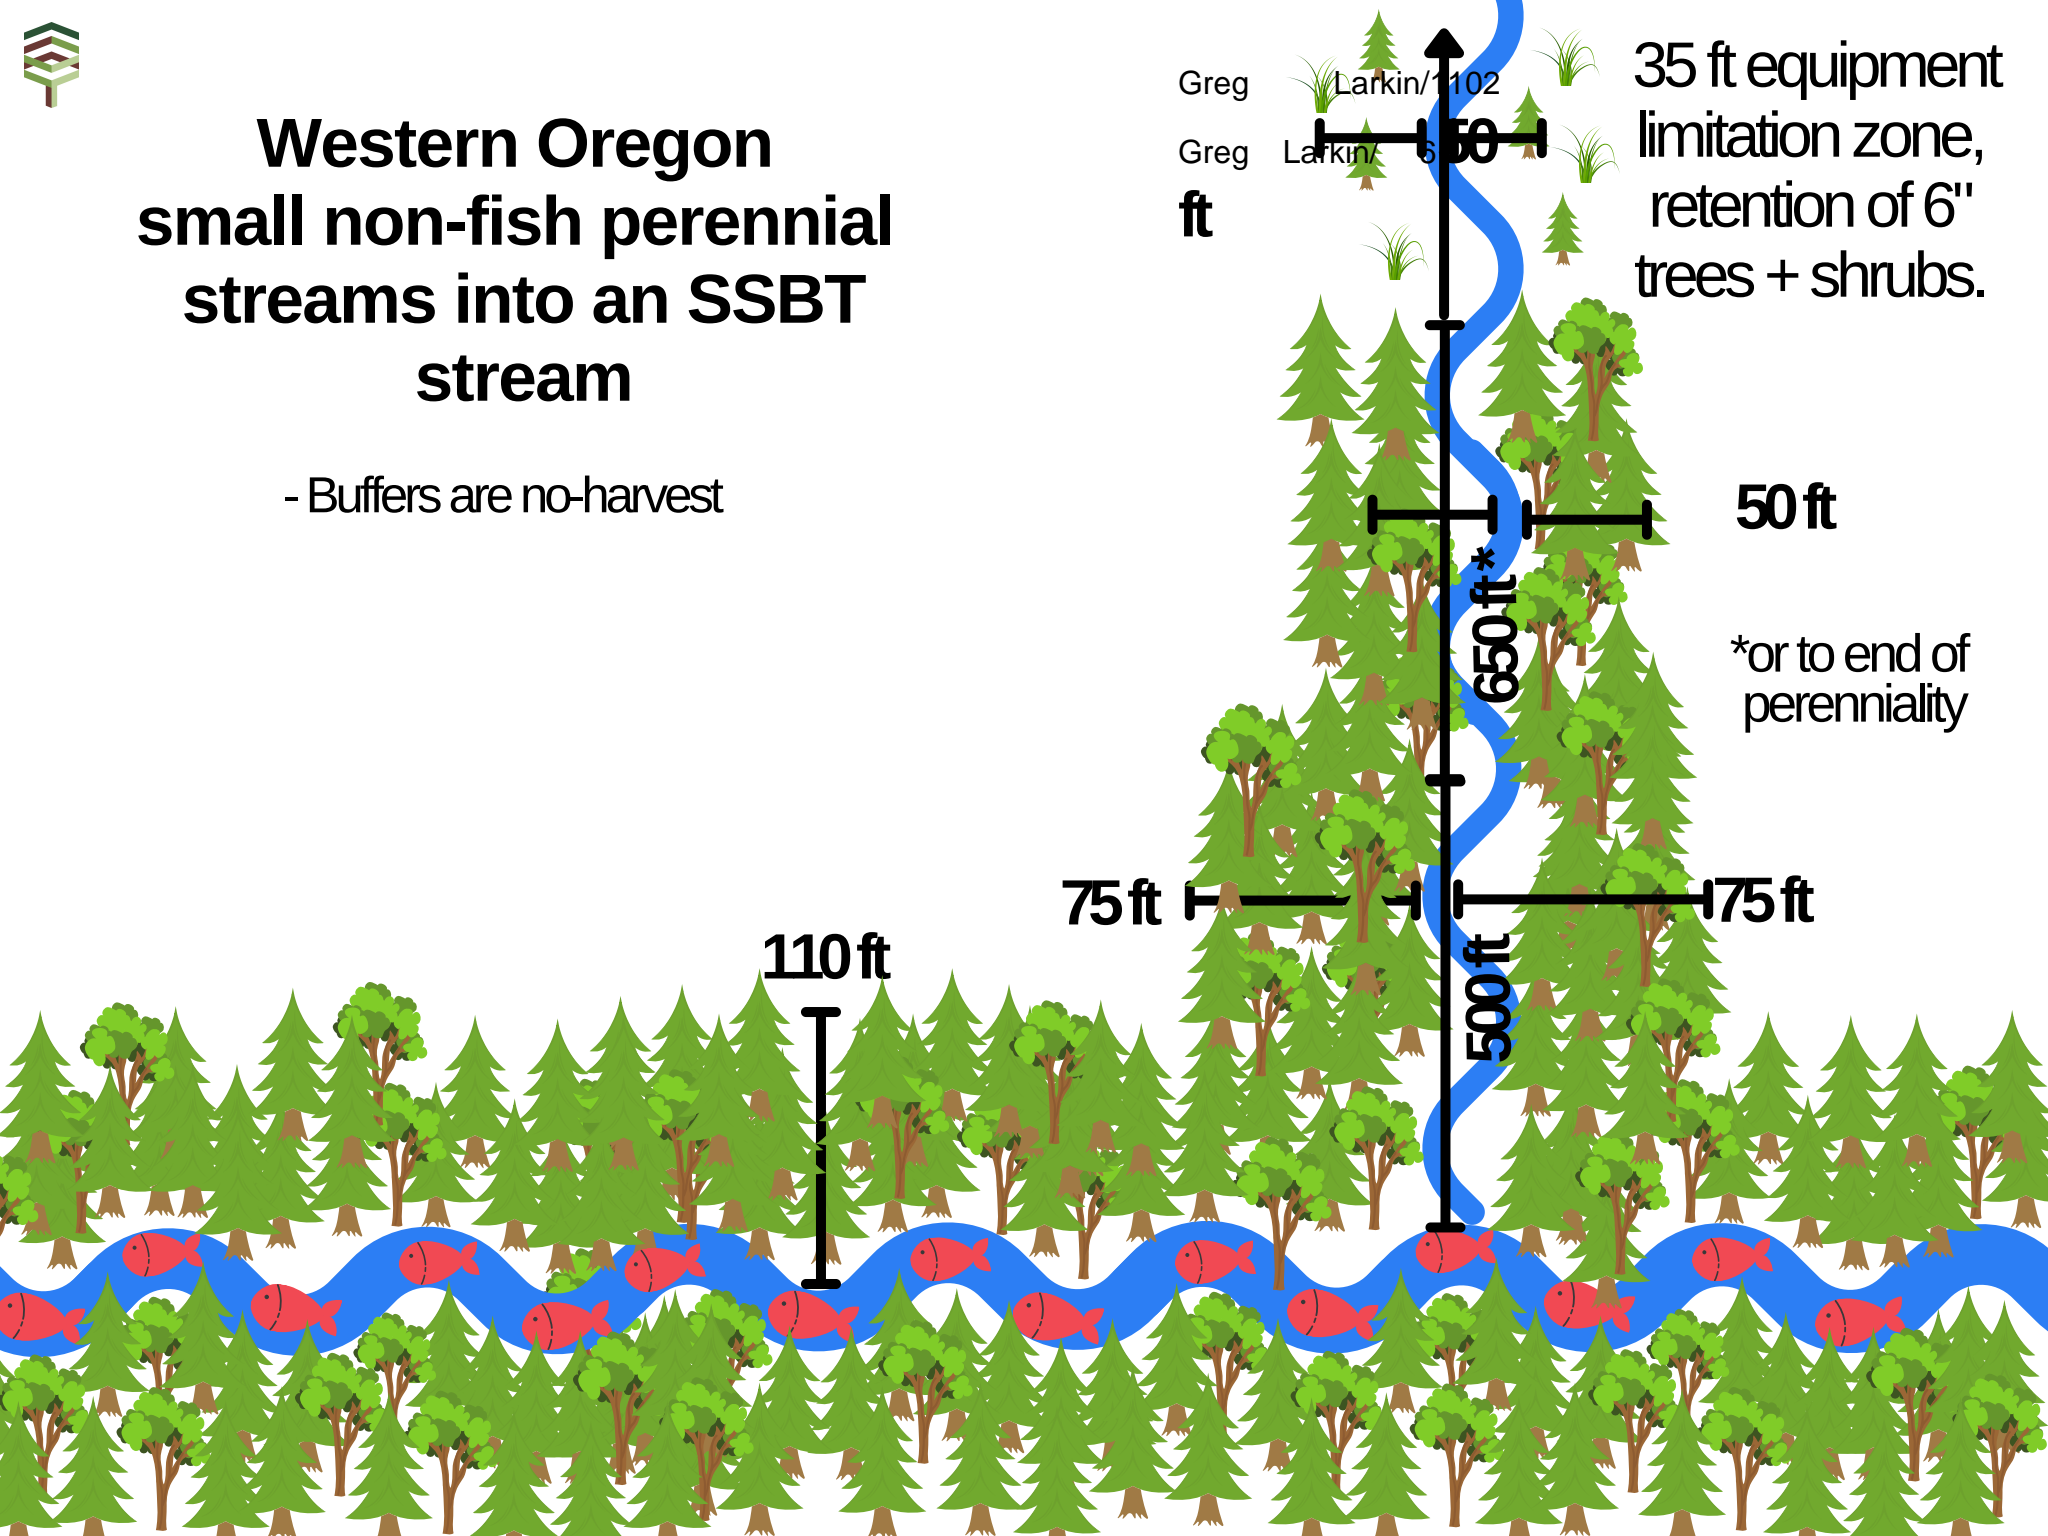 Western Oregon
small non-fish perennial
streams into an SSBT
stream
- Buffers are no-harvest
Greg Larkin/1102
Greg Larkin/ 6 50
ft
35 ft equipment
limitation zone,
retention of 6"
trees + shrubs.
50 ft
650 ft*
*or to end of
perenniality
75 ft
75 ft
500 ft
110 ft